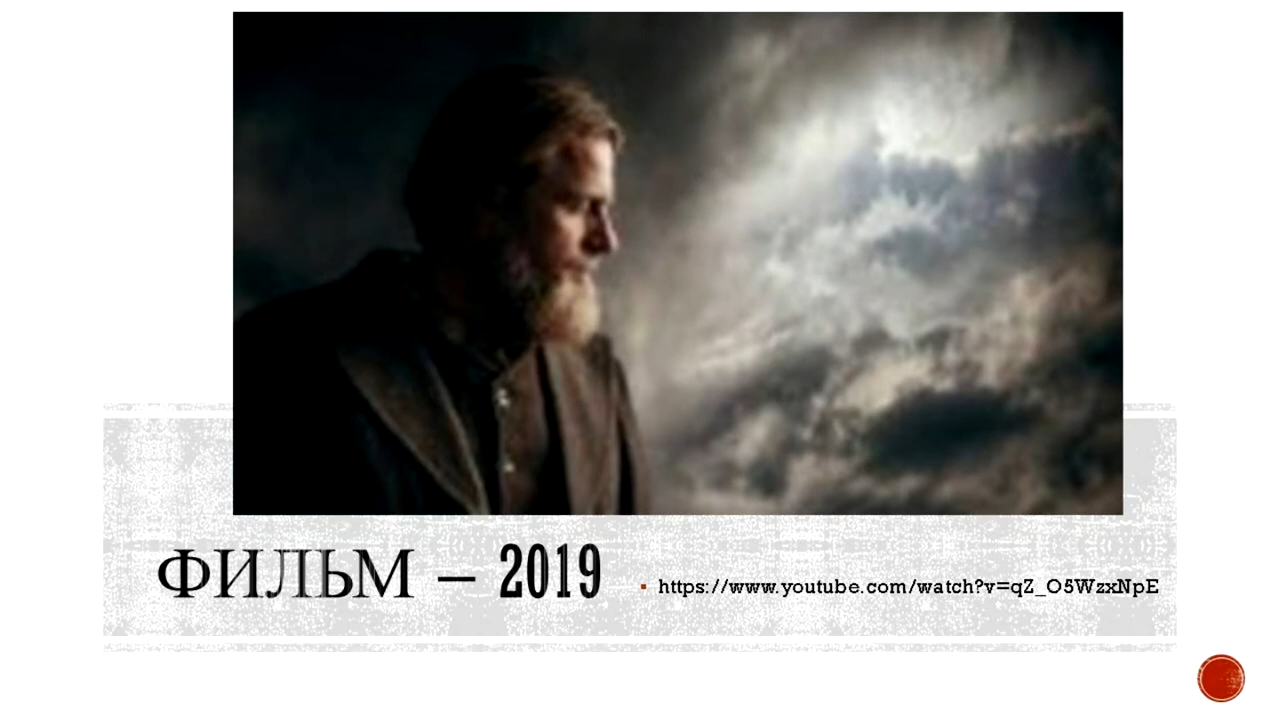 ФИЛЬМ – 2019
https://www.youtube.com/watch?v=qZ_O5WzxNpE